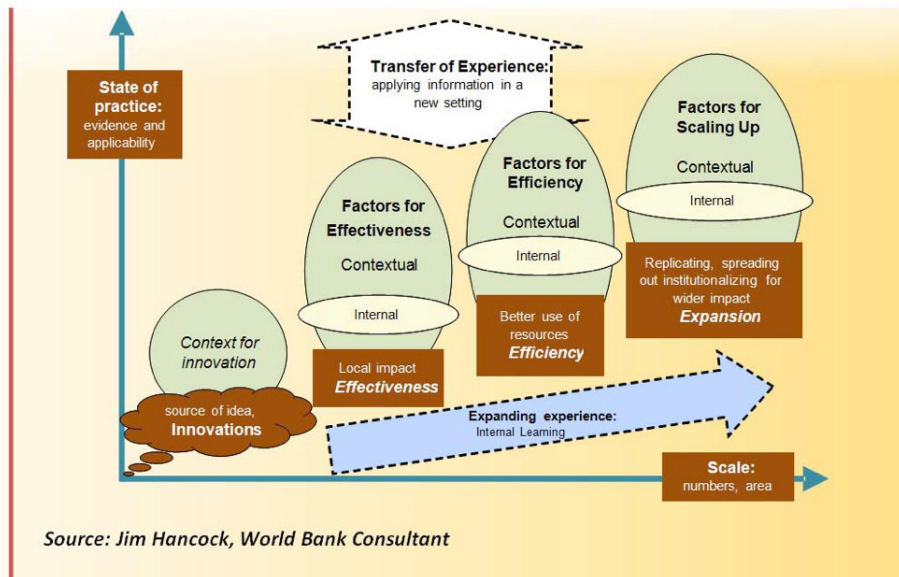 State of
practice:
evidence and
applicability
Transfer of Experience:
applying information in a
new setting
Context for
innovation
source of idea,
Innovations
Factors for
Effectiveness
Contextual
Internal
Local impact
Effectiveness
Factors for
Efficiency
Contextual
Internal
Better use of
resources
Efficiency
Factors for
Scaling Up
Contextual
Internal
Replicating, spreading
out institutionalizing for
wider impact
Expansion
Expanding experience:
Internal Learning
Scale:
numbers, area
Source: Jim Hancock, World Bank Consultant